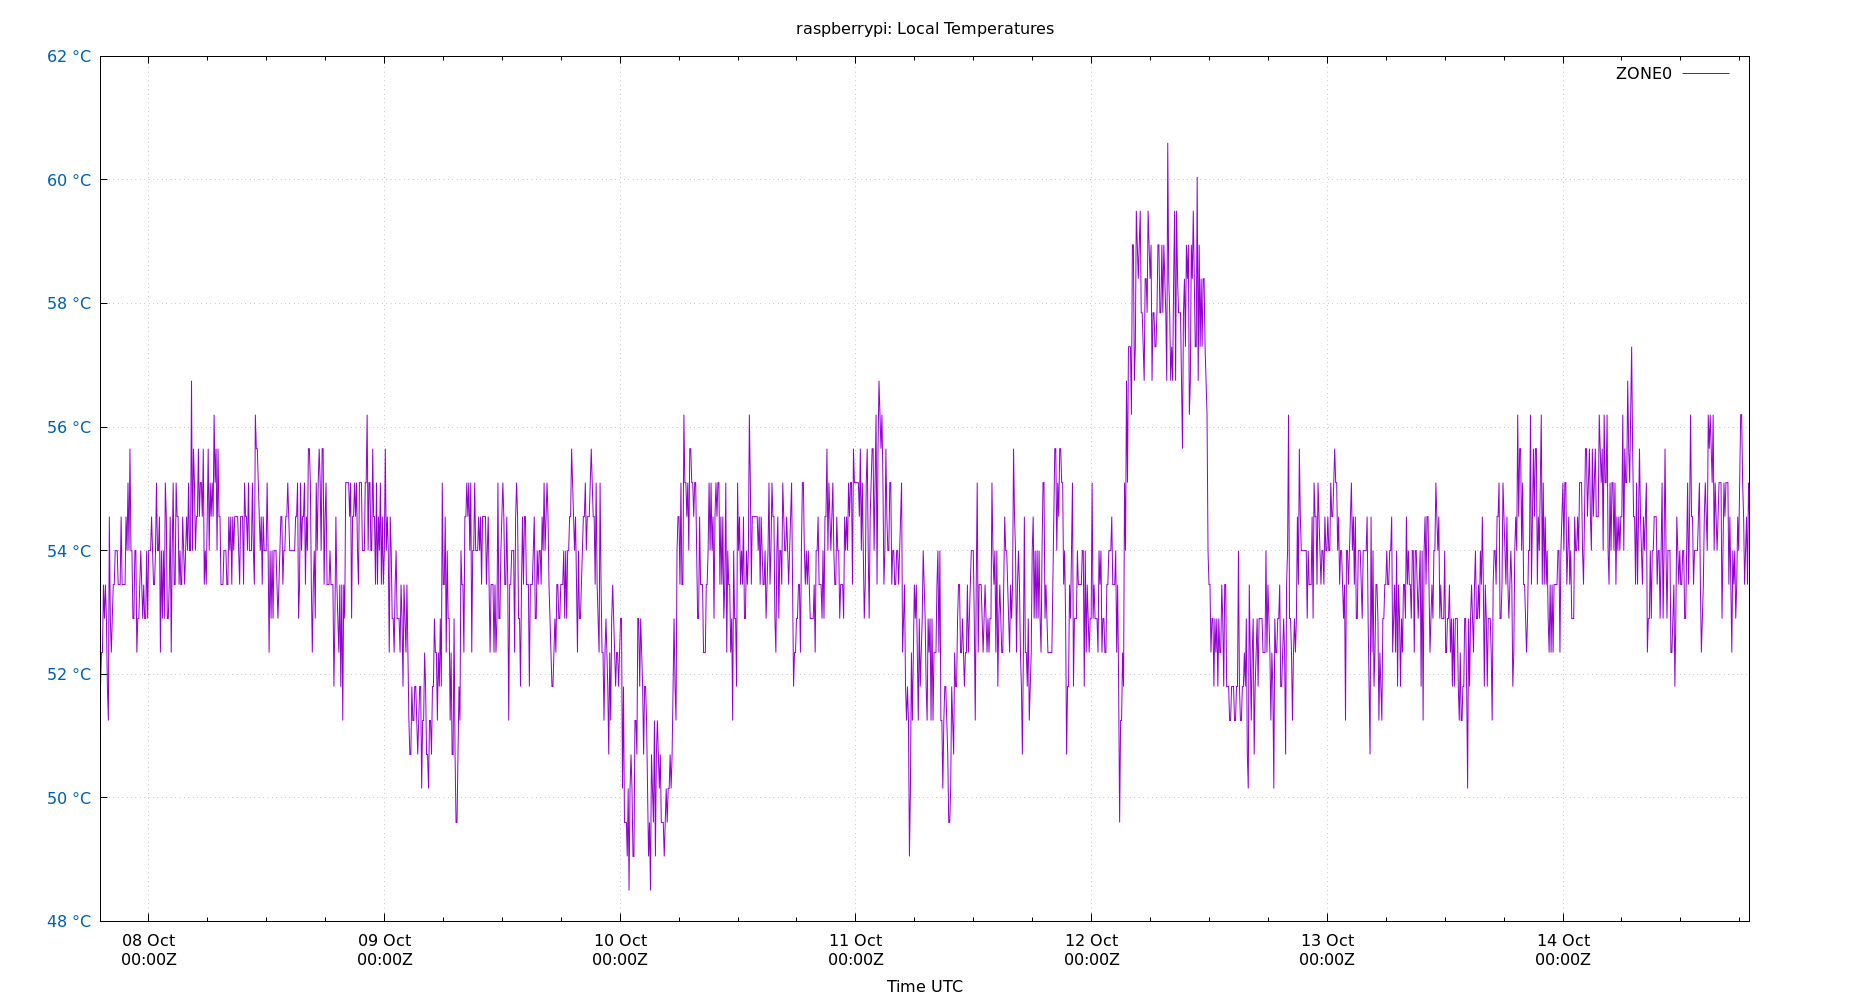 raspberrypi: Local Temperatures
62 °C
ZONE0
60 °C
58 °C
56 °C
54 °C
52 °C
50 °C
48 °C
08 Oct 09 Oct 10 Oct 11 Oct 12 Oct 13 Oct 14 Oct
00:00Z 00:00Z 00:00Z 00:00Z 00:00Z 00:00Z 00:00Z
Time UTC